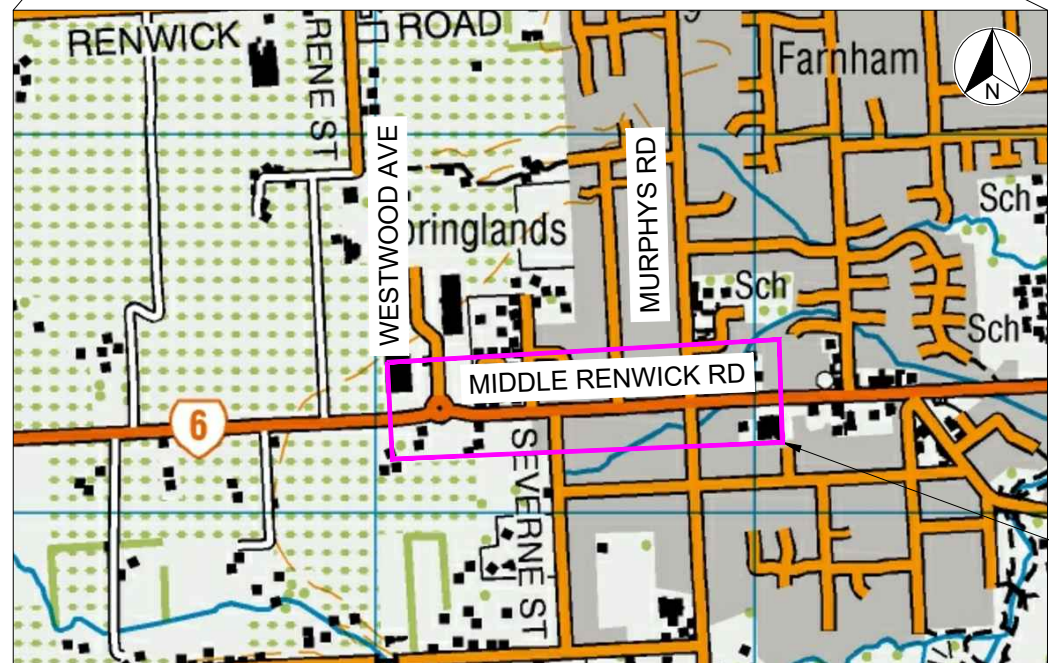 RENWICK
RENE ST
ROAD
Farnham
N
WESTWOOD AVE
MURPHYS RD
Sch
pringlands
Sch
Sch
MIDDLE RENWICK RD
6
SEVERNE ST